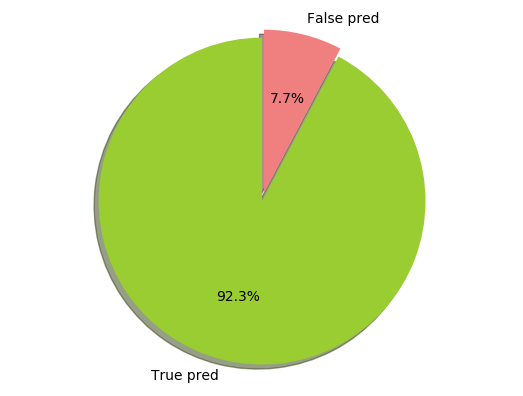 False pred
7.7%
92.3%
True pred